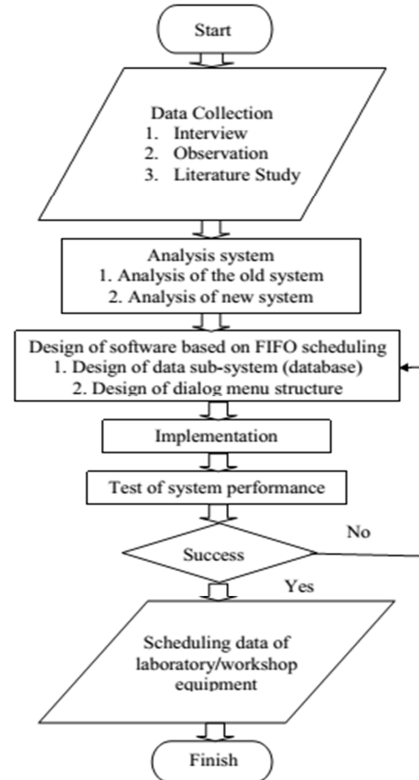 Start
Data Collection
1. Interview
2. Observation
3. Literature Study
Analysis system
1. Analysis of the old system
2. Analysis of new system
Design of software based on FIFO scheduling
1. Design of data sub-system (database)
2. Design of dialog menu structure
Implementation
Test of system performance
Success
No
Yes
Scheduling data of
laboratory/workshop
equipment
Finish